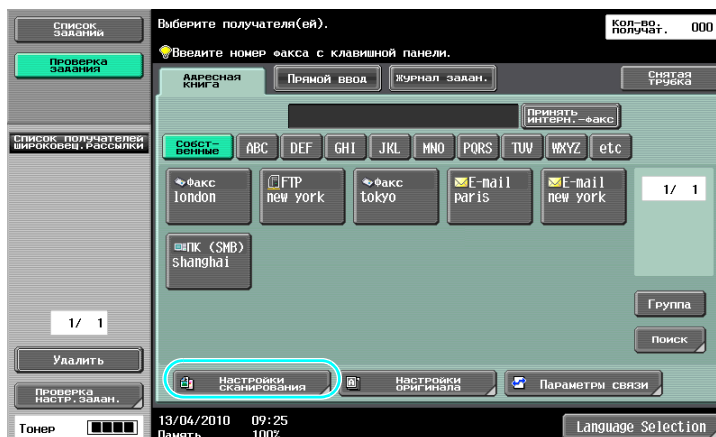 Список
заданий
Проверка
задания
Список получателей
широковещ.рассылки
1/ 1
Удалить
Проверка
настр.задан.
Тонер
Выберите получателя(ей).
Кол-во.
получат. 000
Введите номер факса с клавишной панели.
Адресная
книга
Прямой ввод
Журнал задан.
Снятая
трубка
Принять
интерн.-факс
Собст-
венные
ABC
DEF
GHI
JKL
MNO
PQRS
TUV
WXYZ
etc
Факс
london
FTP
new york
Факс
tokyo
E-mail
paris
E-mail
new york
1/ 1
ПК (SMB)
shanghai
Группа
Поиск
Настройки
сканирования
Настройки
оригинала
Параметры связи
13/04/2010 09:25
Память 100%
Language Selection